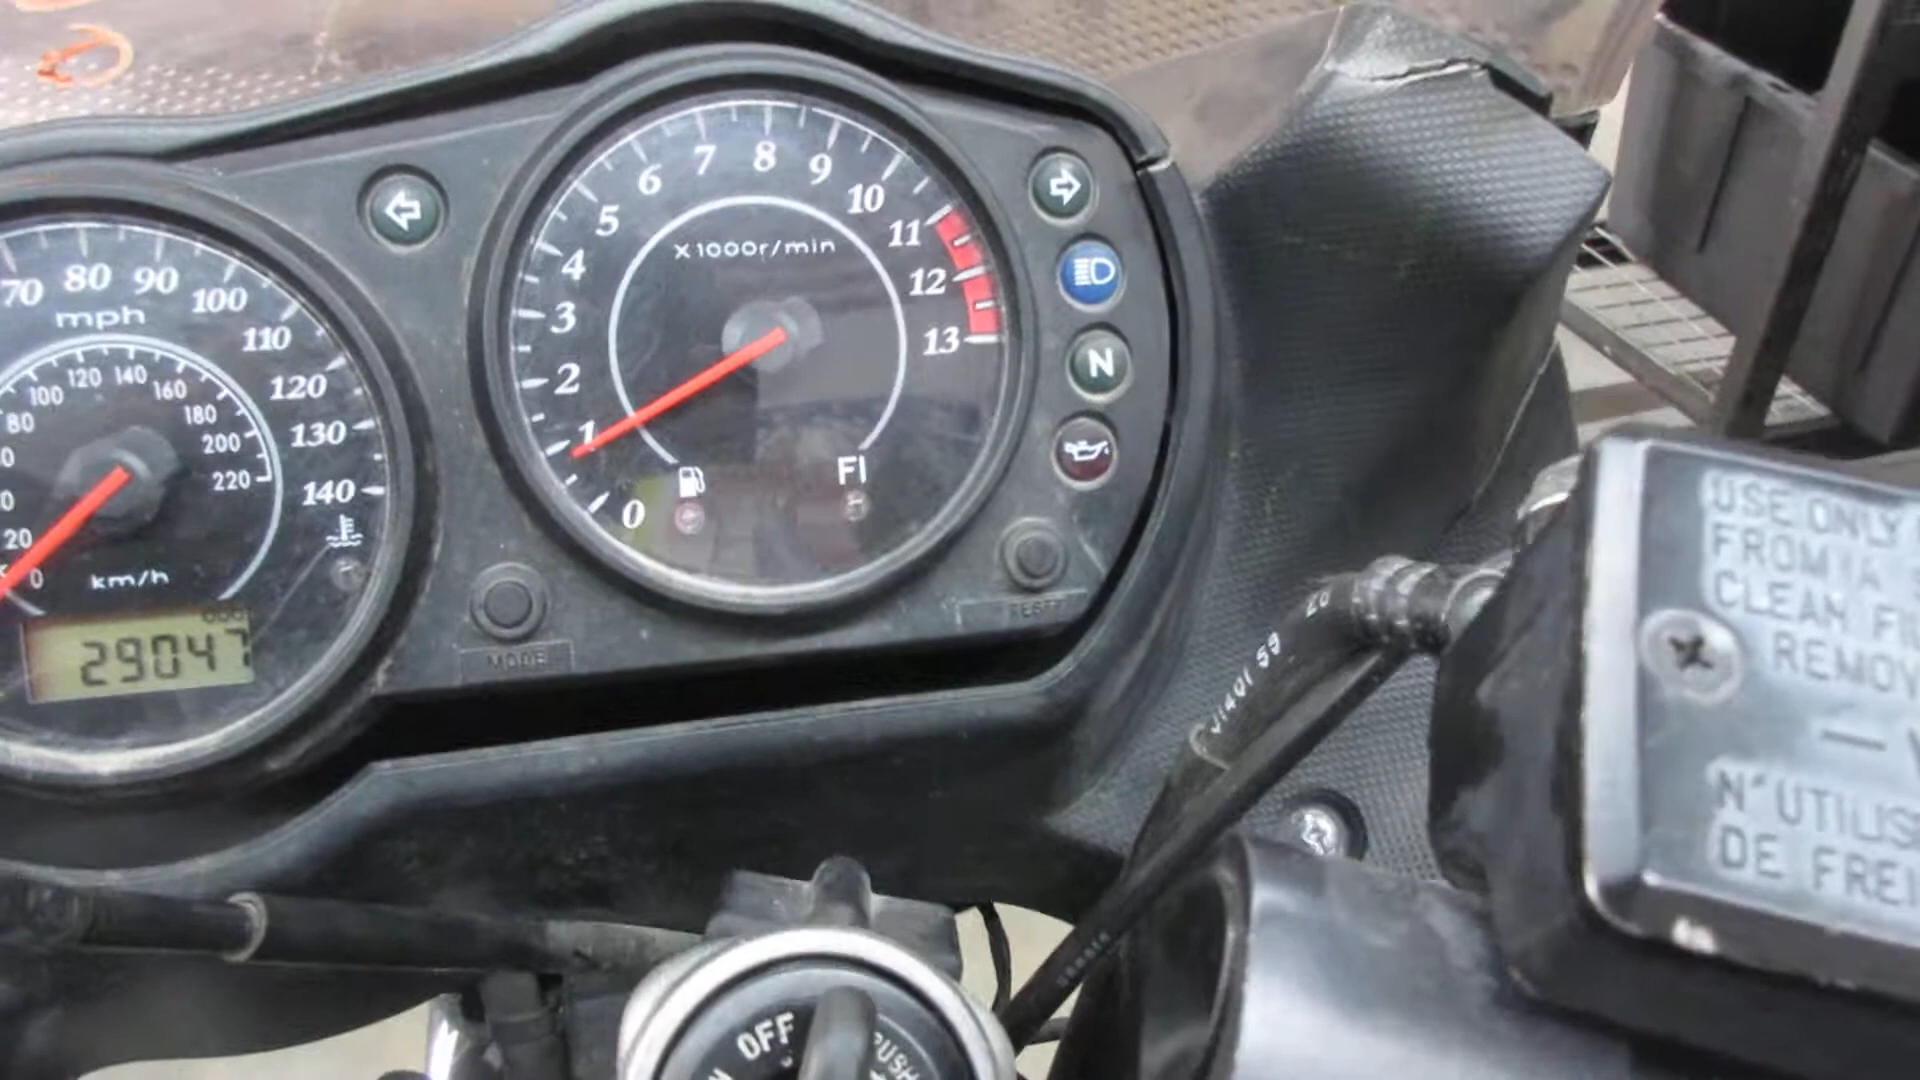 70 80 90 100 110 120 130 140
mph
80 100 120 140 160 180 200 220
20
0
km/h
29047
0 1 2 3 4 5 6 7 8 9 10 11 12 13
X1000r/min
FI
N
MODE
RESET
OFF
PUSH
USE ONLY
FROM A
CLEAN
REMOV
N'UTILIS
DE FREI